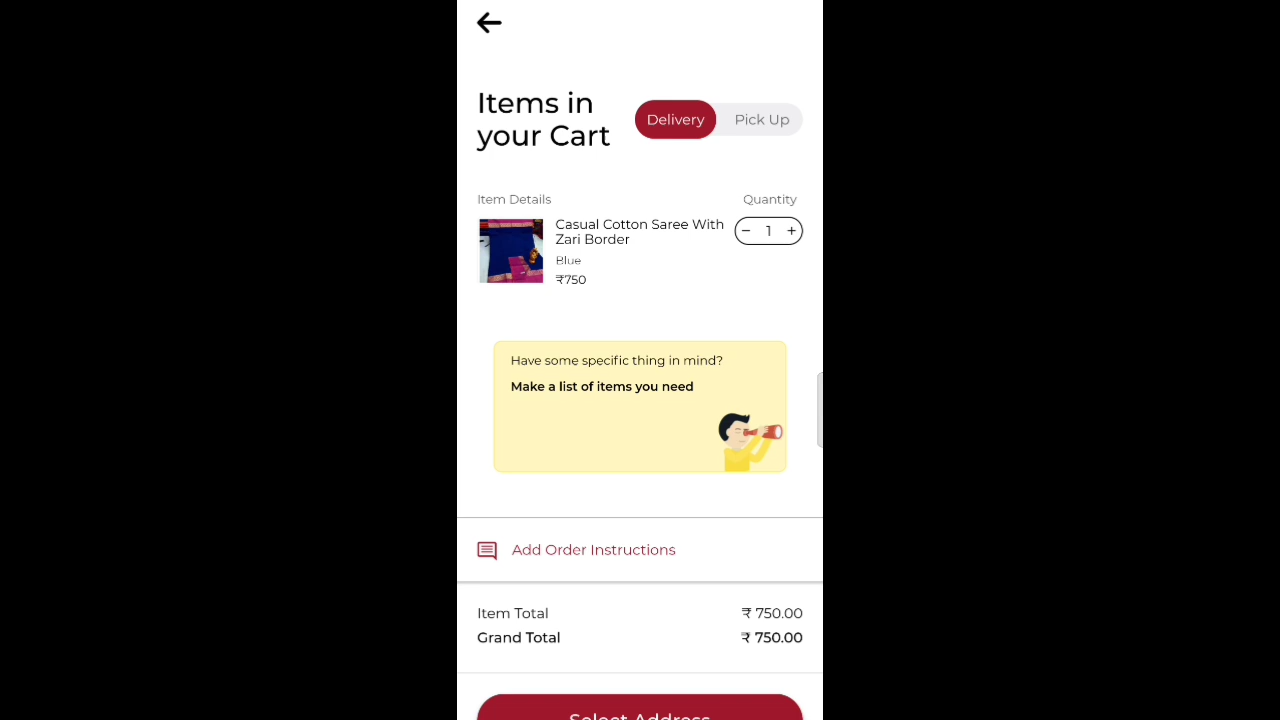 Items in
your Cart
Delivery
Pick Up
Item Details
Quantity
Casual Cotton Saree With
Zari Border
Blue
₹750
− 1 +
Have some specific thing in mind?
Make a list of items you need
Add Order Instructions
Item Total
₹ 750.00
Grand Total
₹ 750.00
Select Address